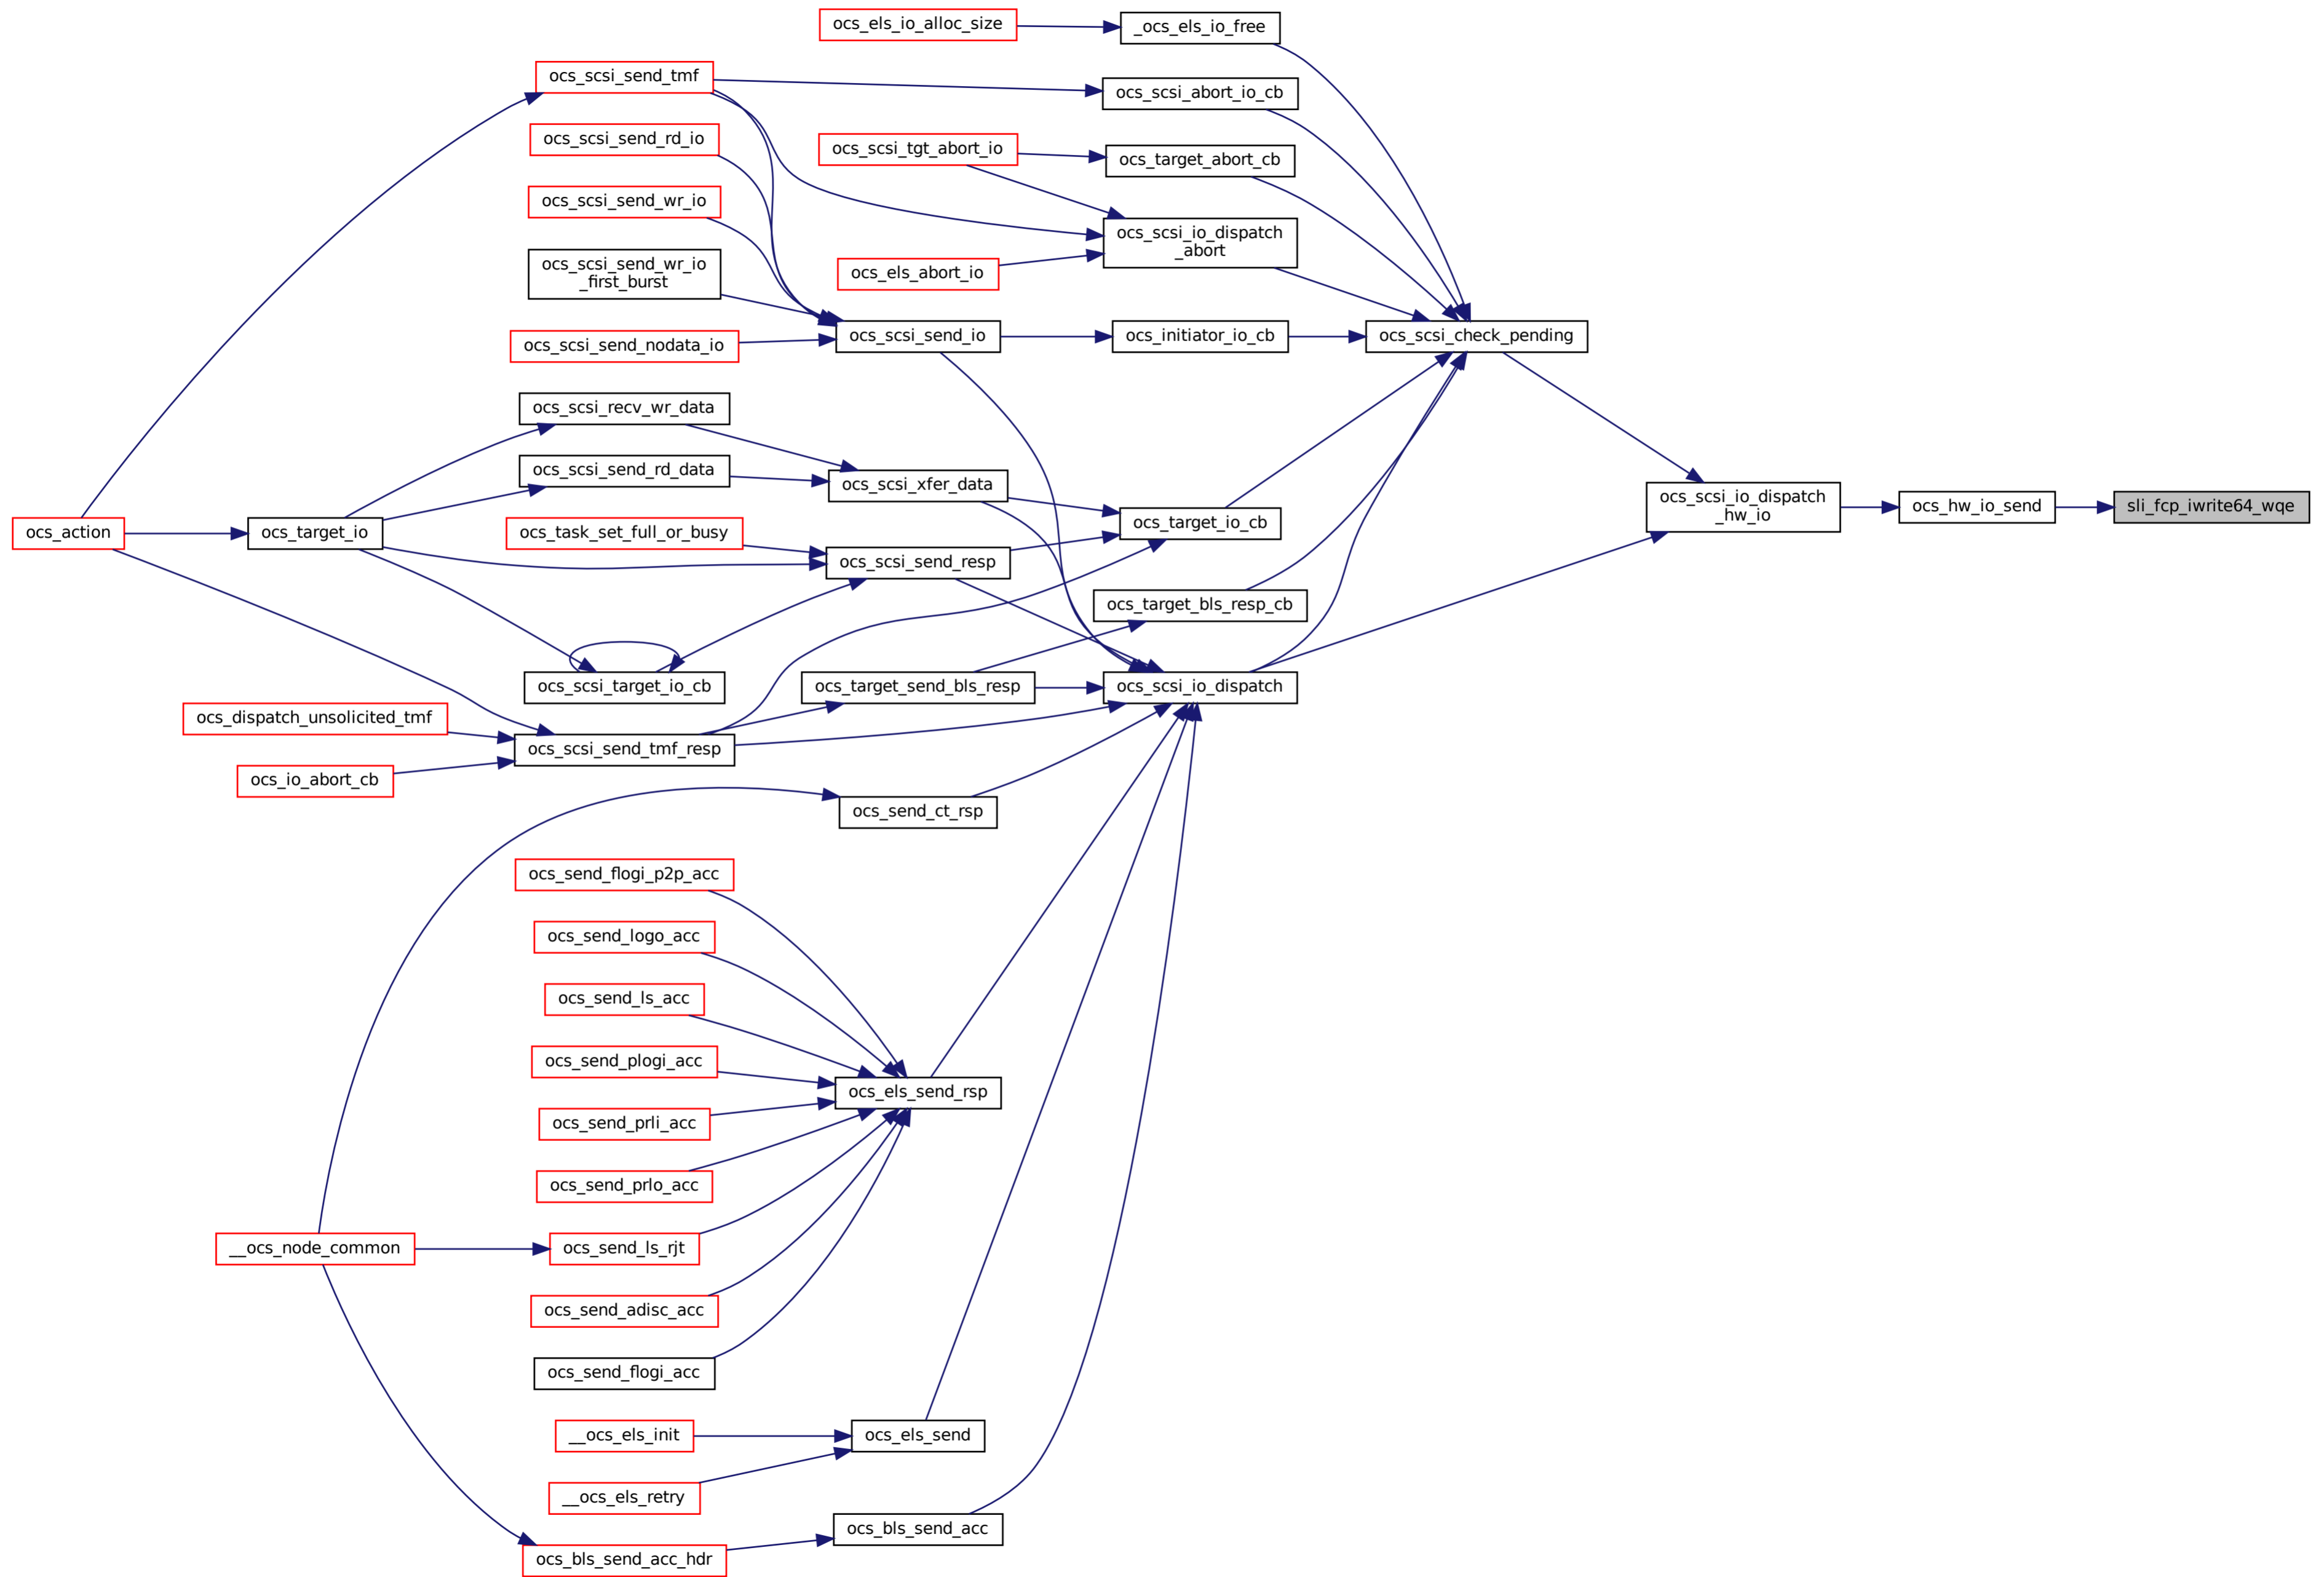 ocs_els_io_alloc_size
_ocs_els_io_free
ocs_scsi_send_tmf
ocs_scsi_abort_io_cb
ocs_scsi_send_rd_io
ocs_scsi_tgt_abort_io
ocs_target_abort_cb
ocs_scsi_send_wr_io
ocs_scsi_io_dispatch
_abort
ocs_scsi_send_wr_io
_first_burst
ocs_els_abort_io
ocs_scsi_send_nodata_io
ocs_scsi_send_io
ocs_initiator_io_cb
ocs_scsi_check_pending
ocs_scsi_recv_wr_data
ocs_scsi_send_rd_data
ocs_scsi_xfer_data
ocs_scsi_io_dispatch
_hw_io
ocs_hw_io_send
sli_fcp_iwrite64_wqe
ocs_action
ocs_target_io
ocs_task_set_full_or_busy
ocs_target_io_cb
ocs_scsi_send_resp
ocs_target_bls_resp_cb
ocs_scsi_target_io_cb
ocs_target_send_bls_resp
ocs_scsi_io_dispatch
ocs_dispatch_unsolicited_tmf
ocs_scsi_send_tmf_resp
ocs_io_abort_cb
ocs_send_ct_rsp
ocs_send_flogi_p2p_acc
ocs_send_logo_acc
ocs_send_ls_acc
ocs_send_plogi_acc
ocs_els_send_rsp
ocs_send_prli_acc
ocs_send_prlo_acc
__ocs_node_common
ocs_send_ls_rjt
ocs_send_adisc_acc
ocs_send_flogi_acc
__ocs_els_init
ocs_els_send
__ocs_els_retry
ocs_bls_send_acc
ocs_bls_send_acc_hdr